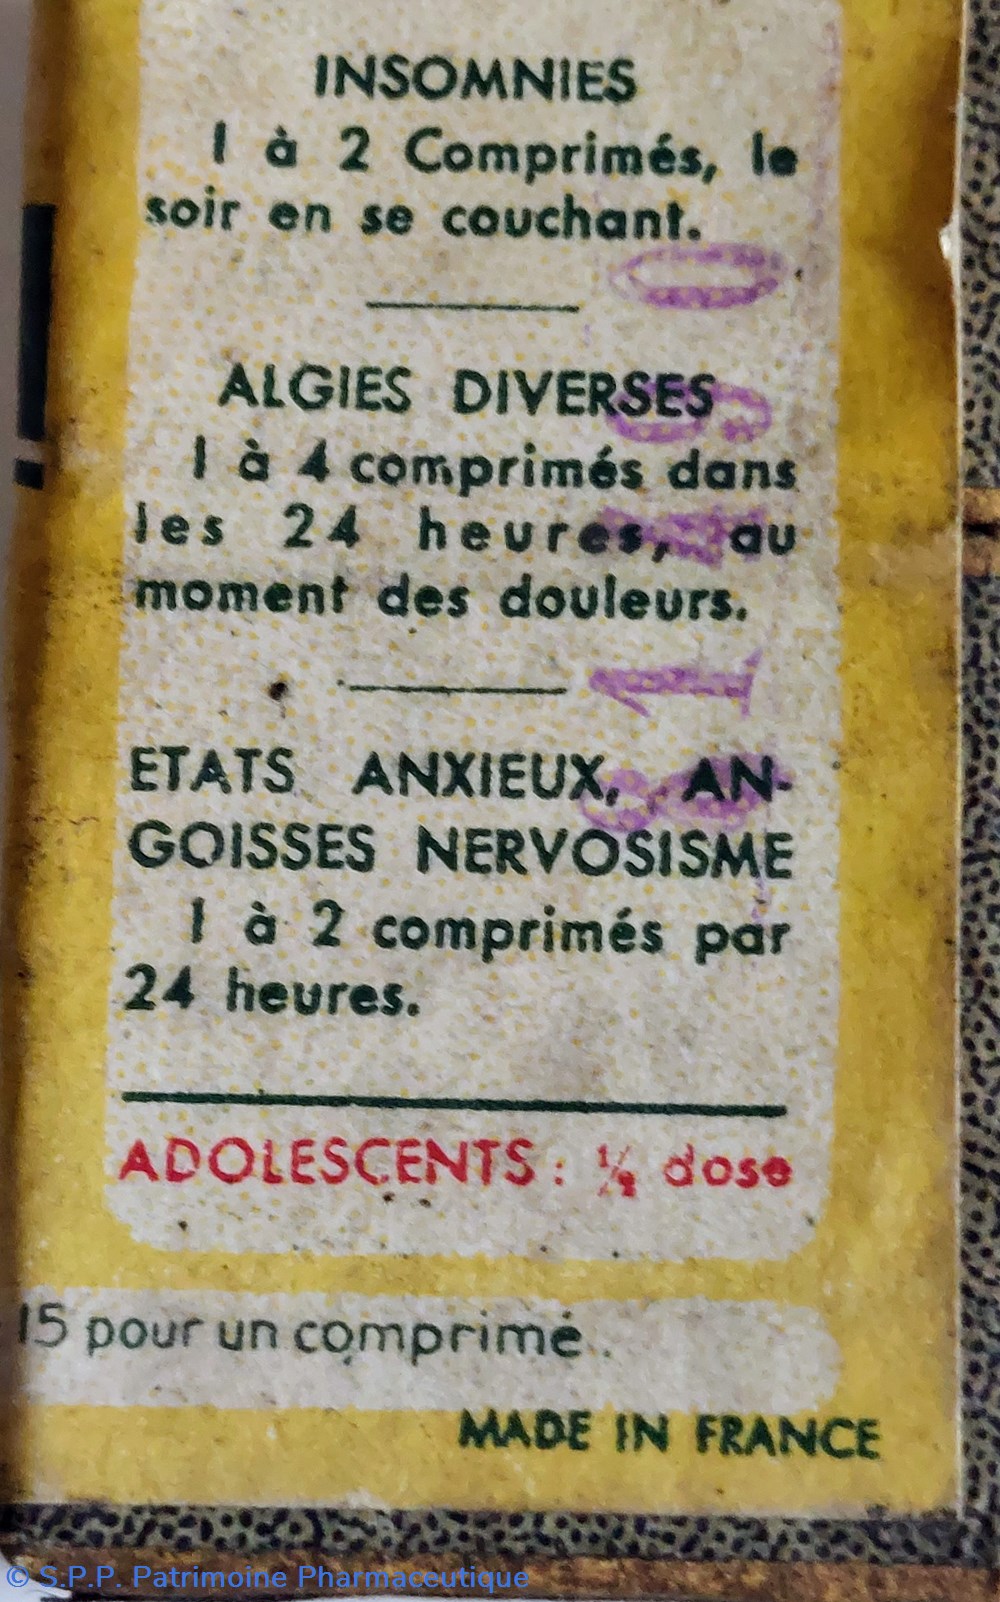 INSOMNIES
1 à 2 Comprimés, le
soir en se couchant.
ALGIES DIVERSES
1 à 4 comprimés dans
les 24 heures, au
moment des douleurs.
ETATS ANXIEUX, AN-
GOISSES NERVOSISME
1 à 2 comprimés par
24 heures.
ADOLESCENTS : ½ dose
15 pour un comprimé.
MADE IN FRANCE
© S.P.P. Patrimoine Pharmaceutique